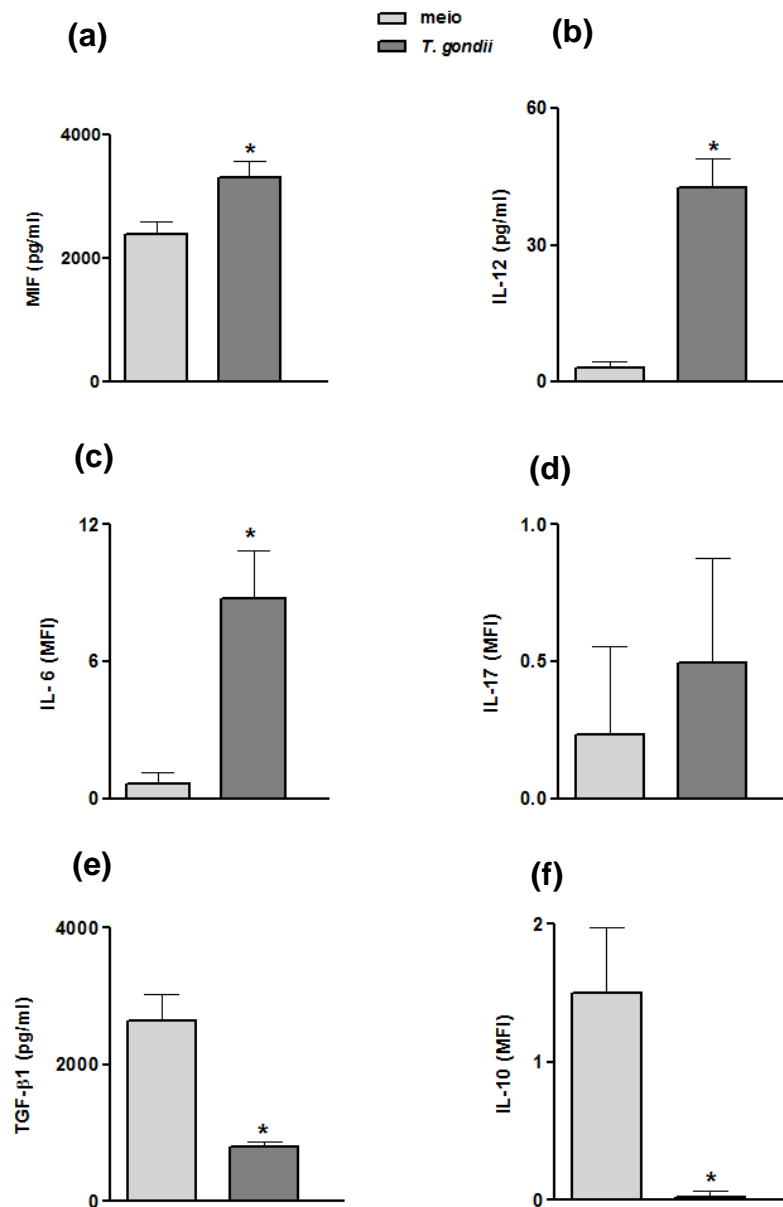 (a)
meio
T. gondii
(b)
4000
2000
0
MIF (pg/ml)
*
60
30
0
IL-12 (pg/ml)
*
(c)
12
6
0
IL- 6 (MFI)
*
(d)
1.0
0.5
0.0
IL-17 (MFI)
(e)
4000
2000
0
TGF-β1 (pg/ml)
*
(f)
2
1
0
IL-10 (MFI)
*